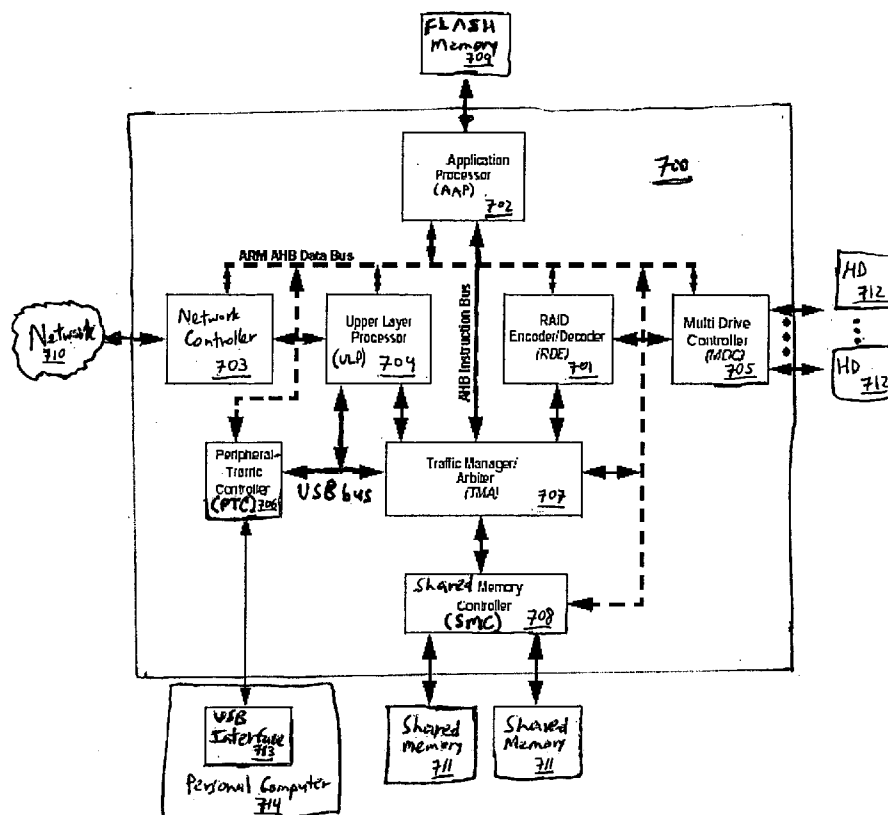 FLASH
Memory
709
Application
Processor
(AAP)
702
700
ARM AHB Data Bus
Network
710
Network
Controller
703
Upper Layer
Processor
(ULP)
704
AHB Instruction Bus
RAID
Encoder/Decoder
(RDE)
701
Multi Drive
Controller
(MDC)
705
HD
712
HD
712
Peripheral
Traffic
Controller
(PTC) 706
USB bus
Traffic Manager/
Arbiter
(TMA)
707
Shared Memory
Controller
(SMC)
708
USB
Interface
713
Personal Computer
714
Shared
Memory
711
Shared
Memory
711